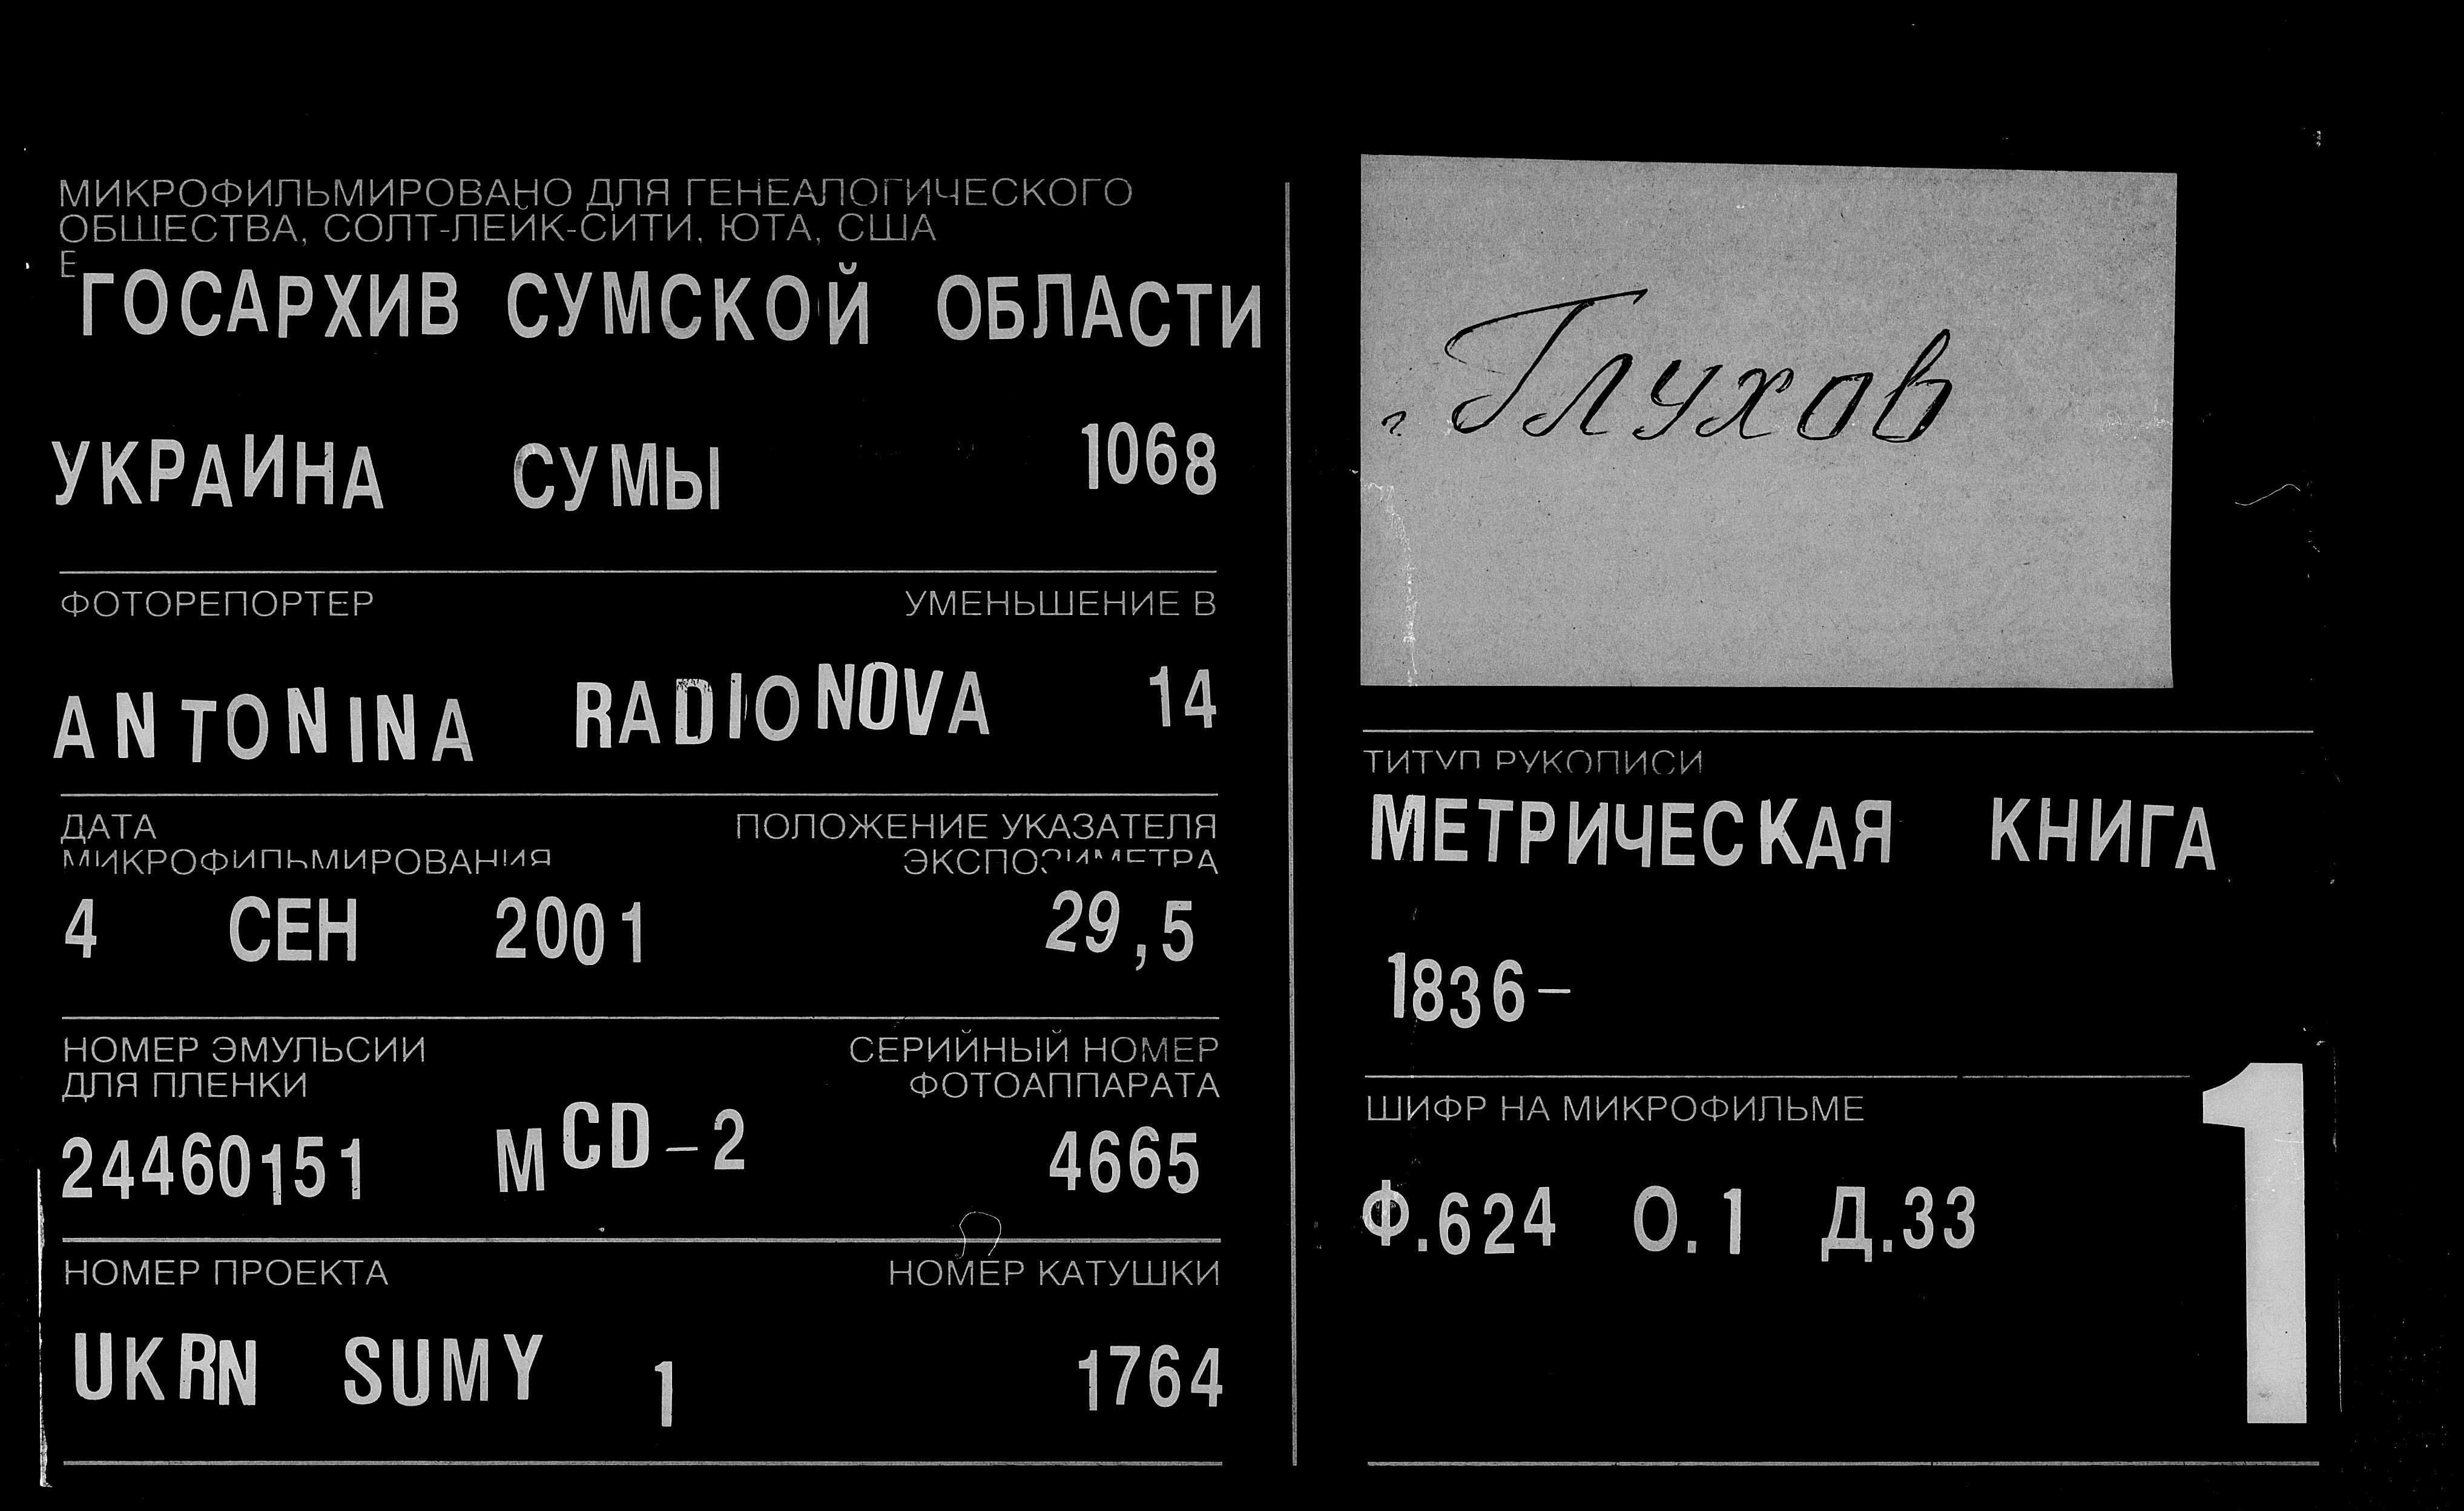 МИКРОФИЛЬМИРОВАНО ДЛЯ ГЕНЕАЛОГИЧЕСКОГО
ОБЩЕСТВА, СОЛТ-ЛЕЙК-СИТИ, ЮТА, США
Е
ГОСАРХИВ СУМСКОЙ ОБЛАСТИ
УКРАИНА СУМЫ 1068
ФОТОРЕПОРТЕР УМЕНЬШЕНИЕ В
ANTONINA RADIONOVA 14
ДАТА ПОЛОЖЕНИЕ УКАЗАТЕЛЯ
МИКРОФИЛЬМИРОВАНИЯ ЭКСПОЗИМЕТРА
4 СЕН 2001 29,5
НОМЕР ЭМУЛЬСИИ СЕРИЙНЫЙ НОМЕР
ДЛЯ ПЛЕНКИ ФОТОАППАРАТА
24460151 MCD-2 4665
НОМЕР ПРОЕКТА НОМЕР КАТУШКИ
UKRN SUMY 1 1764
г. Глухов
ТИТУЛ РУКОПИСИ
МЕТРИЧЕСКАЯ КНИГА
1836-
ШИФР НА МИКРОФИЛЬМЕ
Ф.624 О.1 Д.33
1